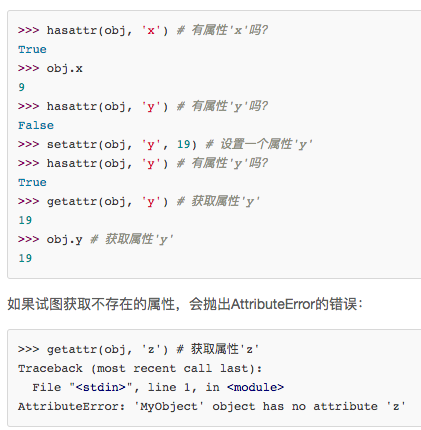 >>> hasattr(obj, 'x') # 有属性'x'吗?
True
>>> obj.x
9
>>> hasattr(obj, 'y') # 有属性'y'吗?
False
>>> setattr(obj, 'y', 19) # 设置一个属性'y'
>>> hasattr(obj, 'y') # 有属性'y'吗?
True
>>> getattr(obj, 'y') # 获取属性'y'
19
>>> obj.y # 获取属性'y'
19
如果试图获取不存在的属性，会抛出AttributeError的错误：
>>> getattr(obj, 'z') # 获取属性'z'
Traceback (most recent call last):
  File "<stdin>", line 1, in <module>
AttributeError: 'MyObject' object has no attribute 'z'